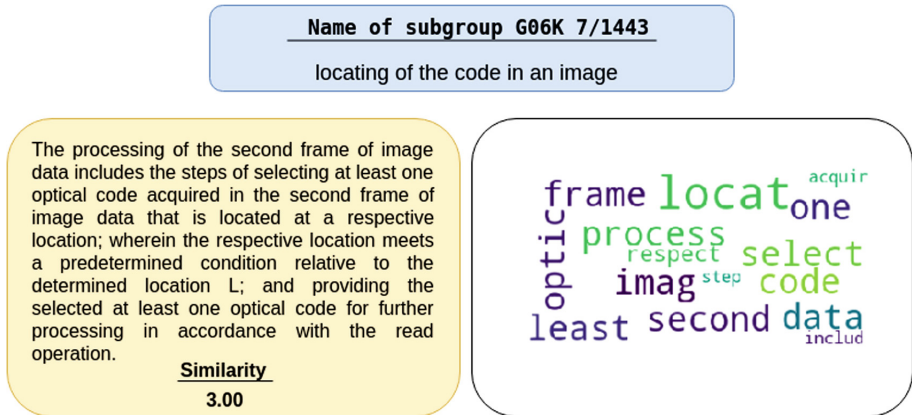 Name of subgroup G06K 7/1443
locating of the code in an image
The processing of the second frame of image
data includes the steps of selecting at least one
optical code acquired in the second frame of
image data that is located at a respective
location; wherein the respective location meets
a predetermined condition relative to the
determined location L; and providing the
selected at least one optical code for further
processing in accordance with the read
operation.
Similarity
3.00
acquir
frame locat one
optic
process
respect select
imag step code
least second data
includ